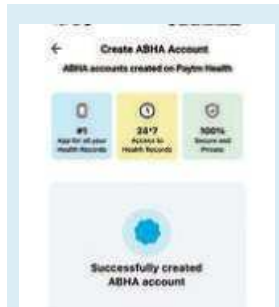 Create ABHA Account
ABHA accounts created on Paytm Health
#1
App for all your
Health Records
24*7
Access to
Health Records
100%
Secure and
Private
Successfully created
ABHA account